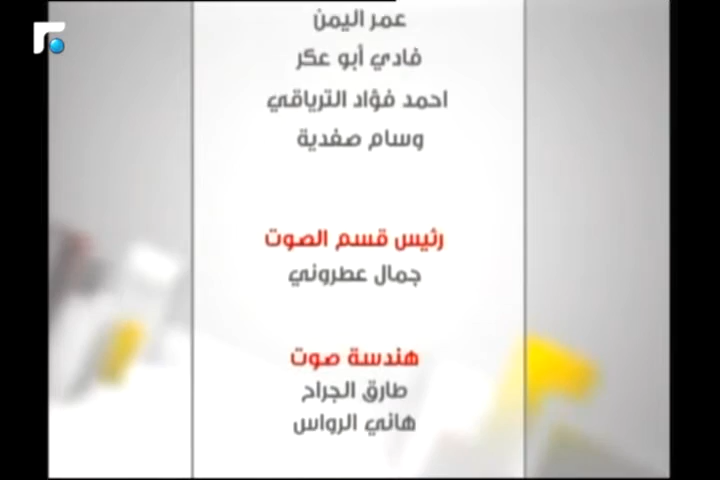 عمر اليمن
فادي أبو عكر
احمد فؤاد الترياقي
وسام صفدية
رئيس قسم الصوت
جمال عطروني
هندسة صوت
طارق الجراح
هاني الرواس